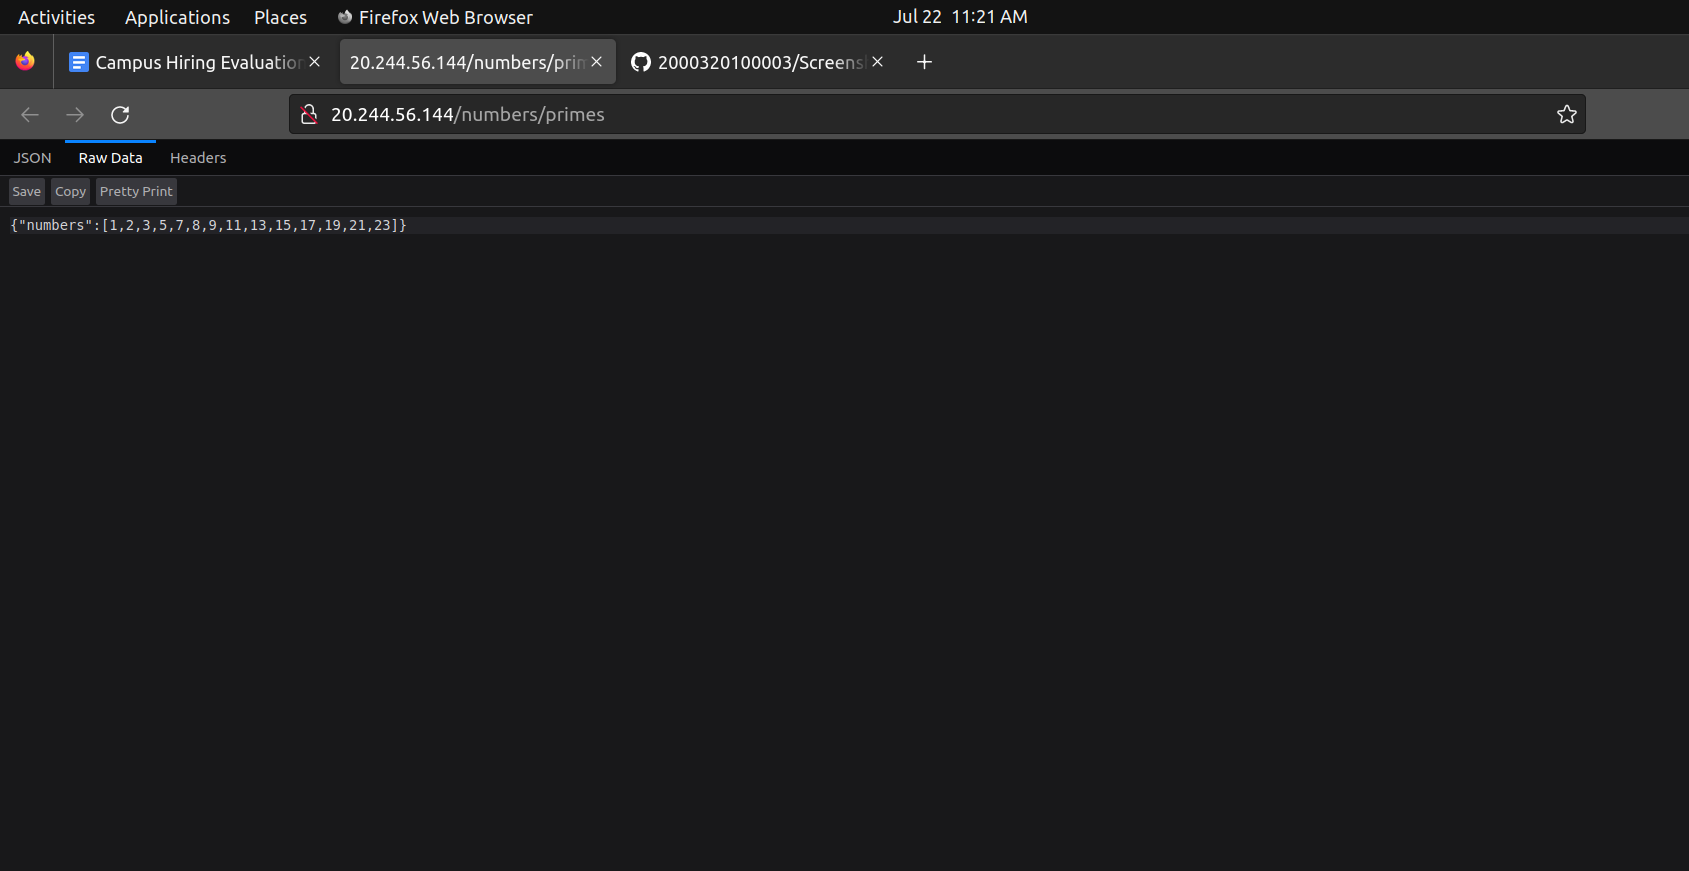 Activities Applications Places Firefox Web Browser Jul 22 11:21 AM
Campus Hiring Evaluation 20.244.56.144/numbers/prim 2000320100003/Screens
20.244.56.144/numbers/primes
JSON Raw Data Headers
Save Copy Pretty Print
{"numbers":[1,2,3,5,7,8,9,11,13,15,17,19,21,23]}